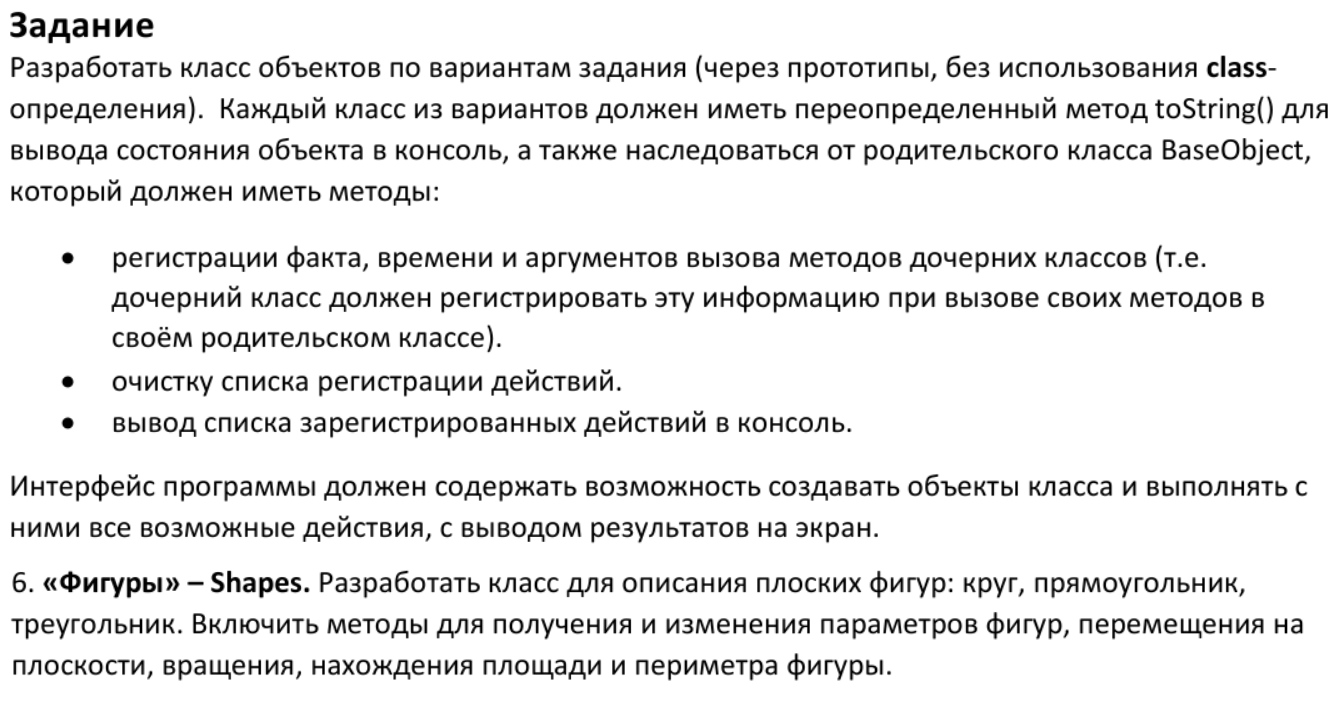 Задание
Разработать класс объектов по вариантам задания (через прототипы, без использования class-
определения).  Каждый класс из вариантов должен иметь переопределенный метод toString() для
вывода состояния объекта в консоль, а также наследоваться от родительского класса BaseObject,
который должен иметь методы:
• регистрации факта, времени и аргументов вызова методов дочерних классов (т.е.
дочерний класс должен регистрировать эту информацию при вызове своих методов в
своём родительском классе).
• очистку списка регистрации действий.
• вывод списка зарегистрированных действий в консоль.
Интерфейс программы должен содержать возможность создавать объекты класса и выполнять с
ними все возможные действия, с выводом результатов на экран.
6. «Фигуры» – Shapes. Разработать класс для описания плоских фигур: круг, прямоугольник,
треугольник. Включить методы для получения и изменения параметров фигур, перемещения на
плоскости, вращения, нахождения площади и периметра фигуры.